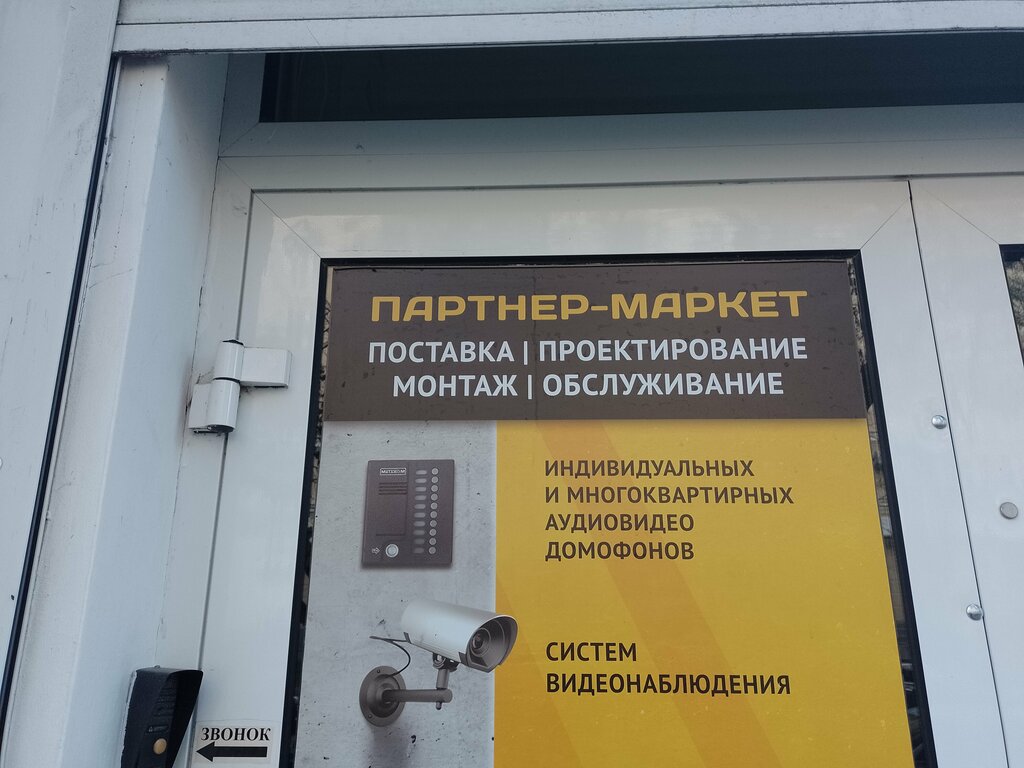 ПАРТНЕР-МАРКЕТ
ПОСТАВКА | ПРОЕКТИРОВАНИЕ
МОНТАЖ | ОБСЛУЖИВАНИЕ
ИНДИВИДУАЛЬНЫХ
И МНОГОКВАРТИРНЫХ
АУДИОВИДЕО
ДОМОФОНОВ
СИСТЕМ
ВИДЕОНАБЛЮДЕНИЯ
ЗВОНОК